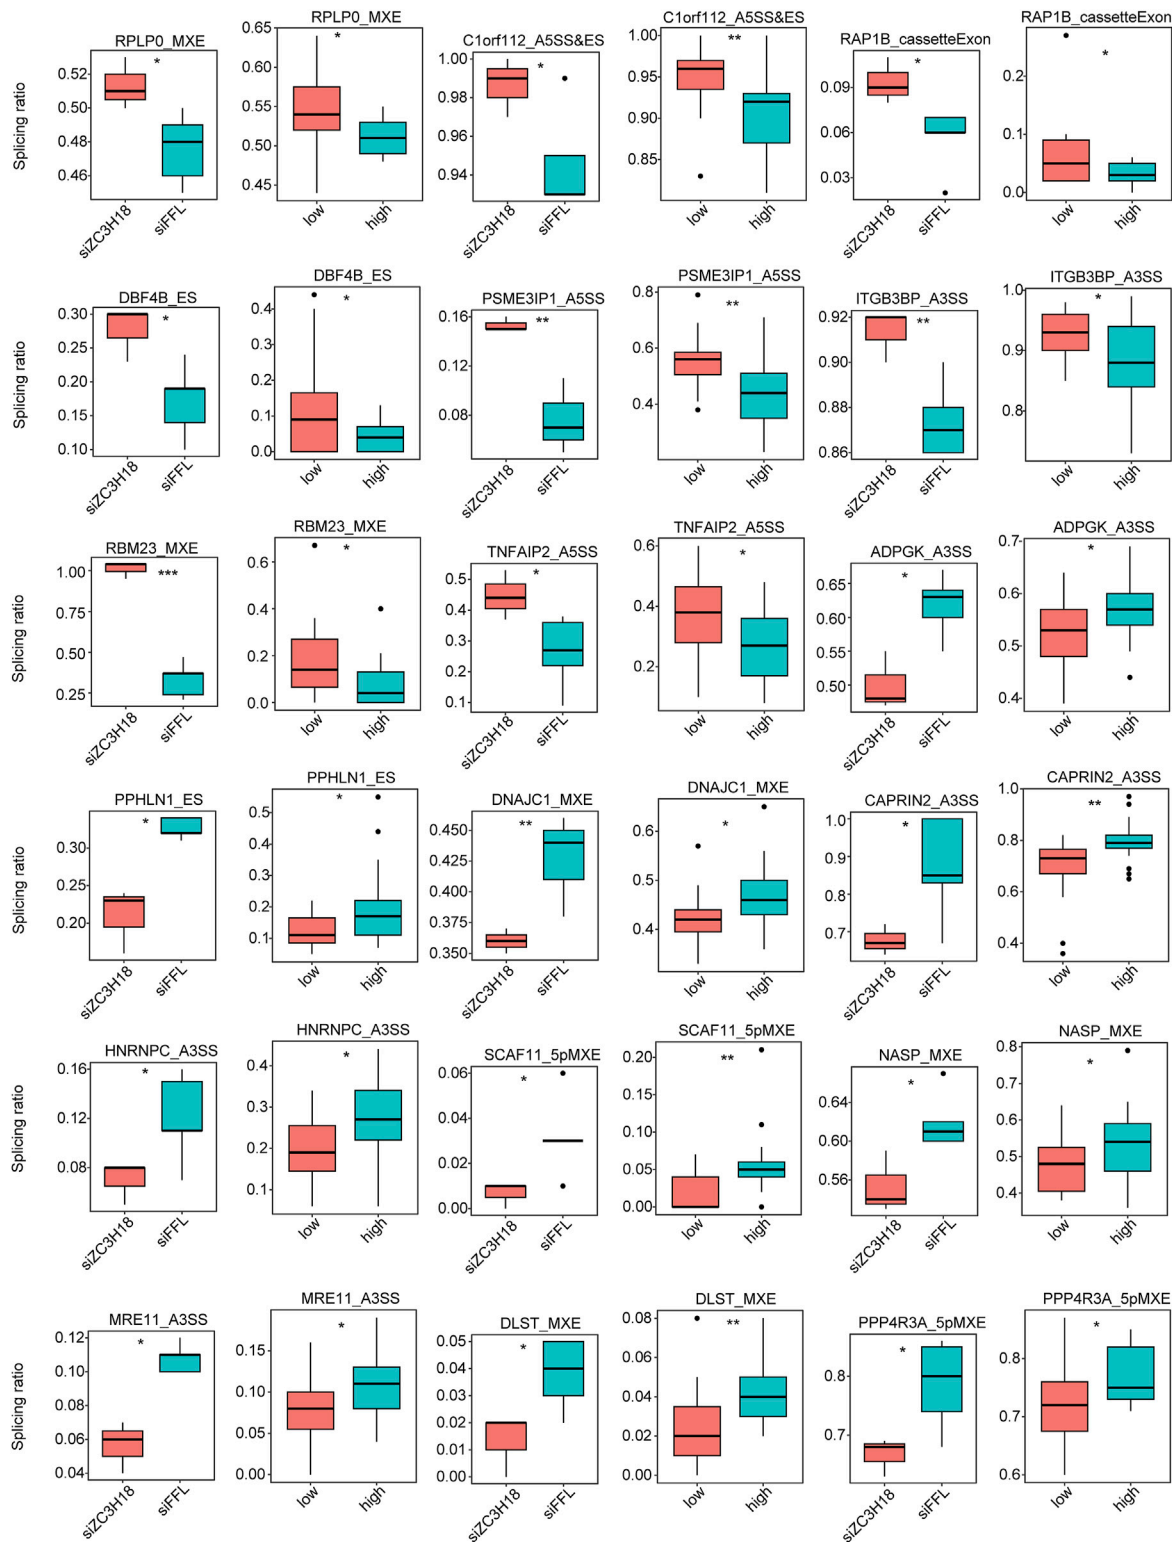 RPLP0_MXE
*
Splicing ratio
0.52
0.50
0.48
0.46
siZC3H18
siFFL
RPLP0_MXE
*
0.65
0.60
0.55
0.50
0.45
low
high
C1orf112_A5SS&ES
*
1.00
0.98
0.96
0.94
siZC3H18
siFFL
C1orf112_A5SS&ES
**
1.00
0.95
0.90
0.85
low
high
RAP1B_cassetteExon
*
0.09
0.06
0.03
siZC3H18
siFFL
RAP1B_cassetteExon
*
0.2
0.1
0.0
low
high
DBF4B_ES
*
Splicing ratio
0.30
0.25
0.20
0.15
0.10
siZC3H18
siFFL
DBF4B_ES
*
0.4
0.3
0.2
0.1
0.0
low
high
PSME3IP1_A5SS
**
0.16
0.08
siZC3H18
siFFL
PSME3IP1_A5SS
**
0.8
0.6
0.4
low
high
ITGB3BP_A3SS
**
0.92
0.90
0.88
0.86
siZC3H18
siFFL
ITGB3BP_A3SS
*
1.0
0.9
0.8
low
high
RBM23_MXE
***
Splicing ratio
1.00
0.75
0.50
0.25
siZC3H18
siFFL
RBM23_MXE
*
0.6
0.4
0.2
0.0
low
high
TNFAIP2_A5SS
*
0.5
0.4
0.3
0.2
0.1
siZC3H18
siFFL
TNFAIP2_A5SS
*
0.6
0.4
0.2
low
high
ADPGK_A3SS
*
0.65
0.60
0.55
0.50
siZC3H18
siFFL
ADPGK_A3SS
*
0.7
0.6
0.5
0.4
low
high
PPHLN1_ES
*
Splicing ratio
0.30
0.20
siZC3H18
siFFL
PPHLN1_ES
*
0.5
0.4
0.3
0.2
0.1
low
high
DNAJC1_MXE
**
0.450
0.425
0.400
0.375
0.350
siZC3H18
siFFL
DNAJC1_MXE
*
0.6
0.5
0.4
low
high
CAPRIN2_A3SS
*
1.0
0.9
0.8
0.7
siZC3H18
siFFL
CAPRIN2_A3SS
**
1.0
0.8
0.6
0.4
low
high
HNRNPC_A3SS
*
Splicing ratio
0.16
0.12
0.08
siZC3H18
siFFL
HNRNPC_A3SS
*
0.4
0.3
0.2
0.1
low
high
SCAF11_5pMXE
*
0.06
0.04
0.02
0.00
siZC3H18
siFFL
SCAF11_5pMXE
**
0.20
0.15
0.10
0.05
0.00
low
high
NASP_MXE
*
0.64
0.60
0.56
siZC3H18
siFFL
NASP_MXE
*
0.8
0.7
0.6
0.5
0.4
low
high
MRE11_A3SS
*
Splicing ratio
0.12
0.10
0.08
0.06
0.04
siZC3H18
siFFL
MRE11_A3SS
*
0.20
0.15
0.10
0.05
0.00
low
high
DLST_MXE
*
0.05
0.04
0.03
0.02
0.01
0.00
siZC3H18
siFFL
DLST_MXE
**
0.08
0.06
0.04
0.02
0.00
low
high
PPP4R3A_5pMXE
*
0.8
0.7
siZC3H18
siFFL
PPP4R3A_5pMXE
*
0.9
0.8
0.7
0.6
low
high